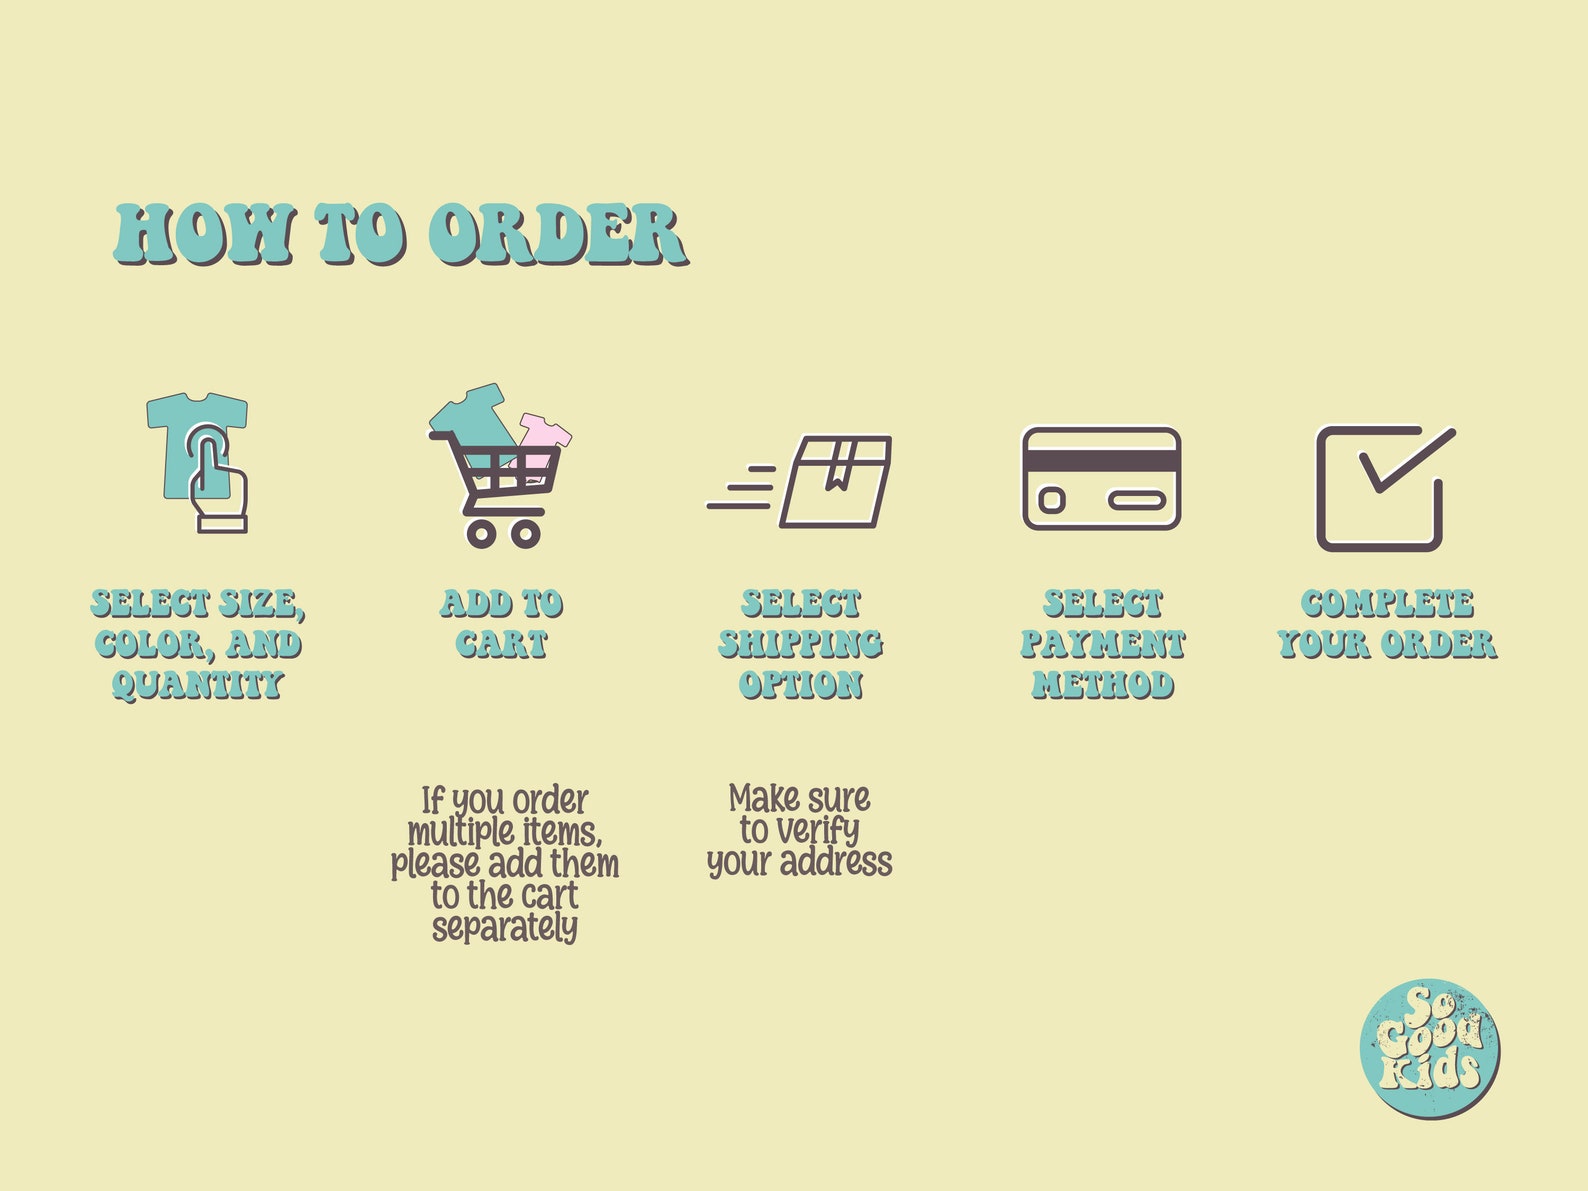 HOW TO ORDER
SELECT SIZE,
COLOR, AND
QUANTITY
ADD TO
CART
SELECT
SHIPPING
OPTION
SELECT
PAYMENT
METHOD
COMPLETE
YOUR ORDER
If you order
multiple items,
please add them
to the cart
separately
Make sure
to verify
your address
So
Good
Kids